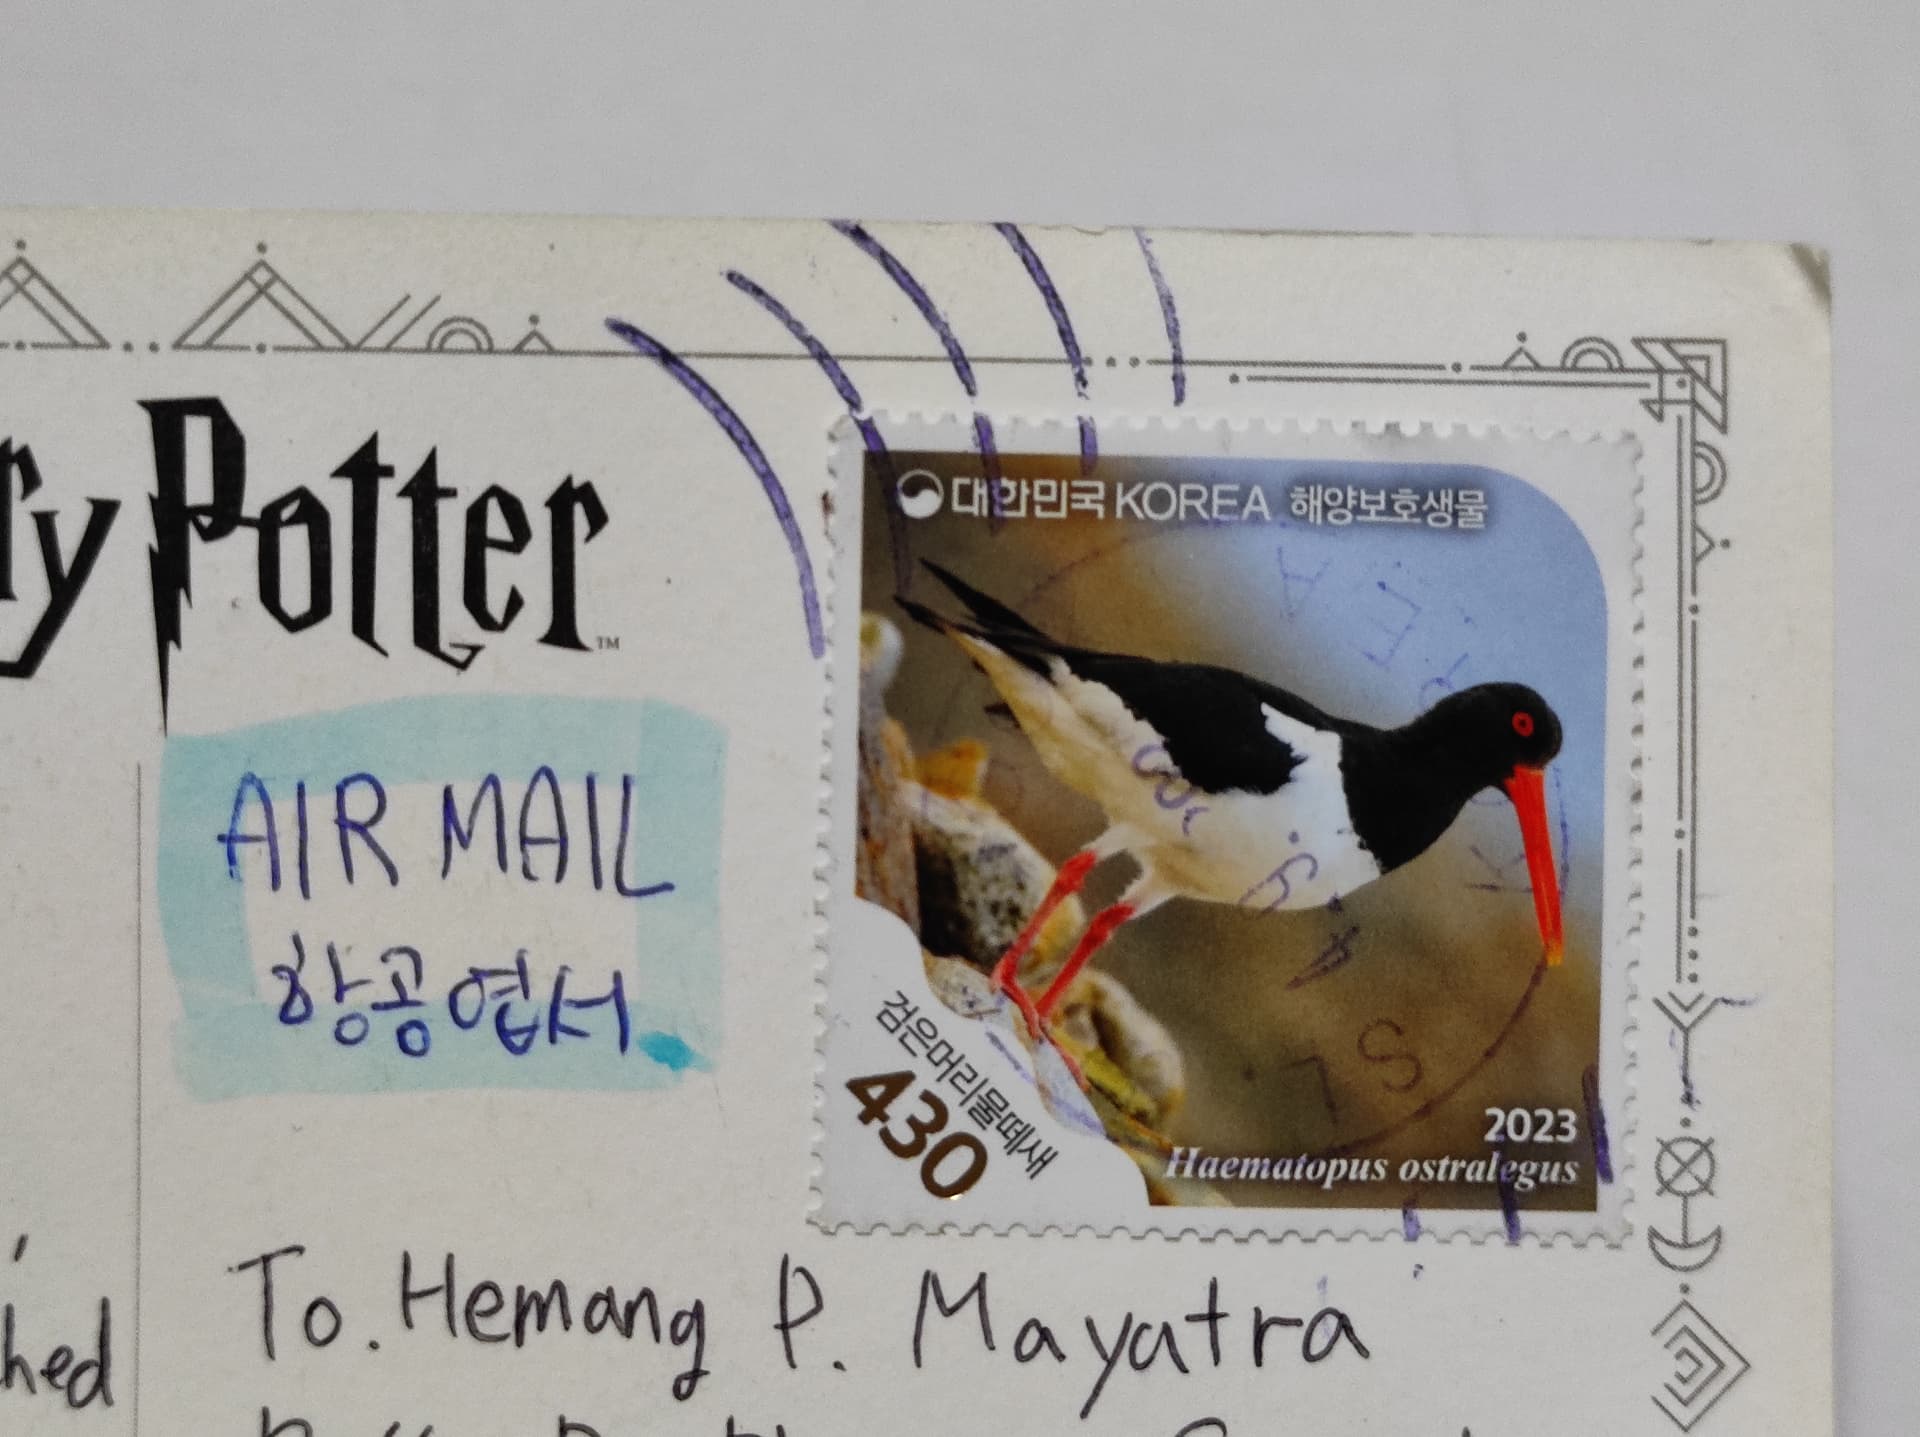 ry Potter™
대한민국 KOREA 해양보호생물
AIR MAIL
항공엽서
검은머리물떼새
430
2023
Haematopus ostralegus
To. Hemang P. Mayatra
hed